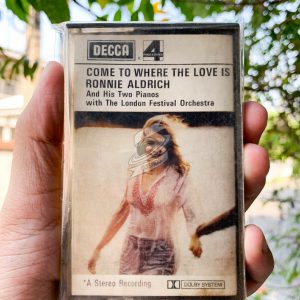 DECCA 4
COME TO WHERE THE LOVE IS
RONNIE ALDRICH
And His Two Pianos
with The London Festival Orchestra
*A Stereo Recording
DOLBY SYSTEM